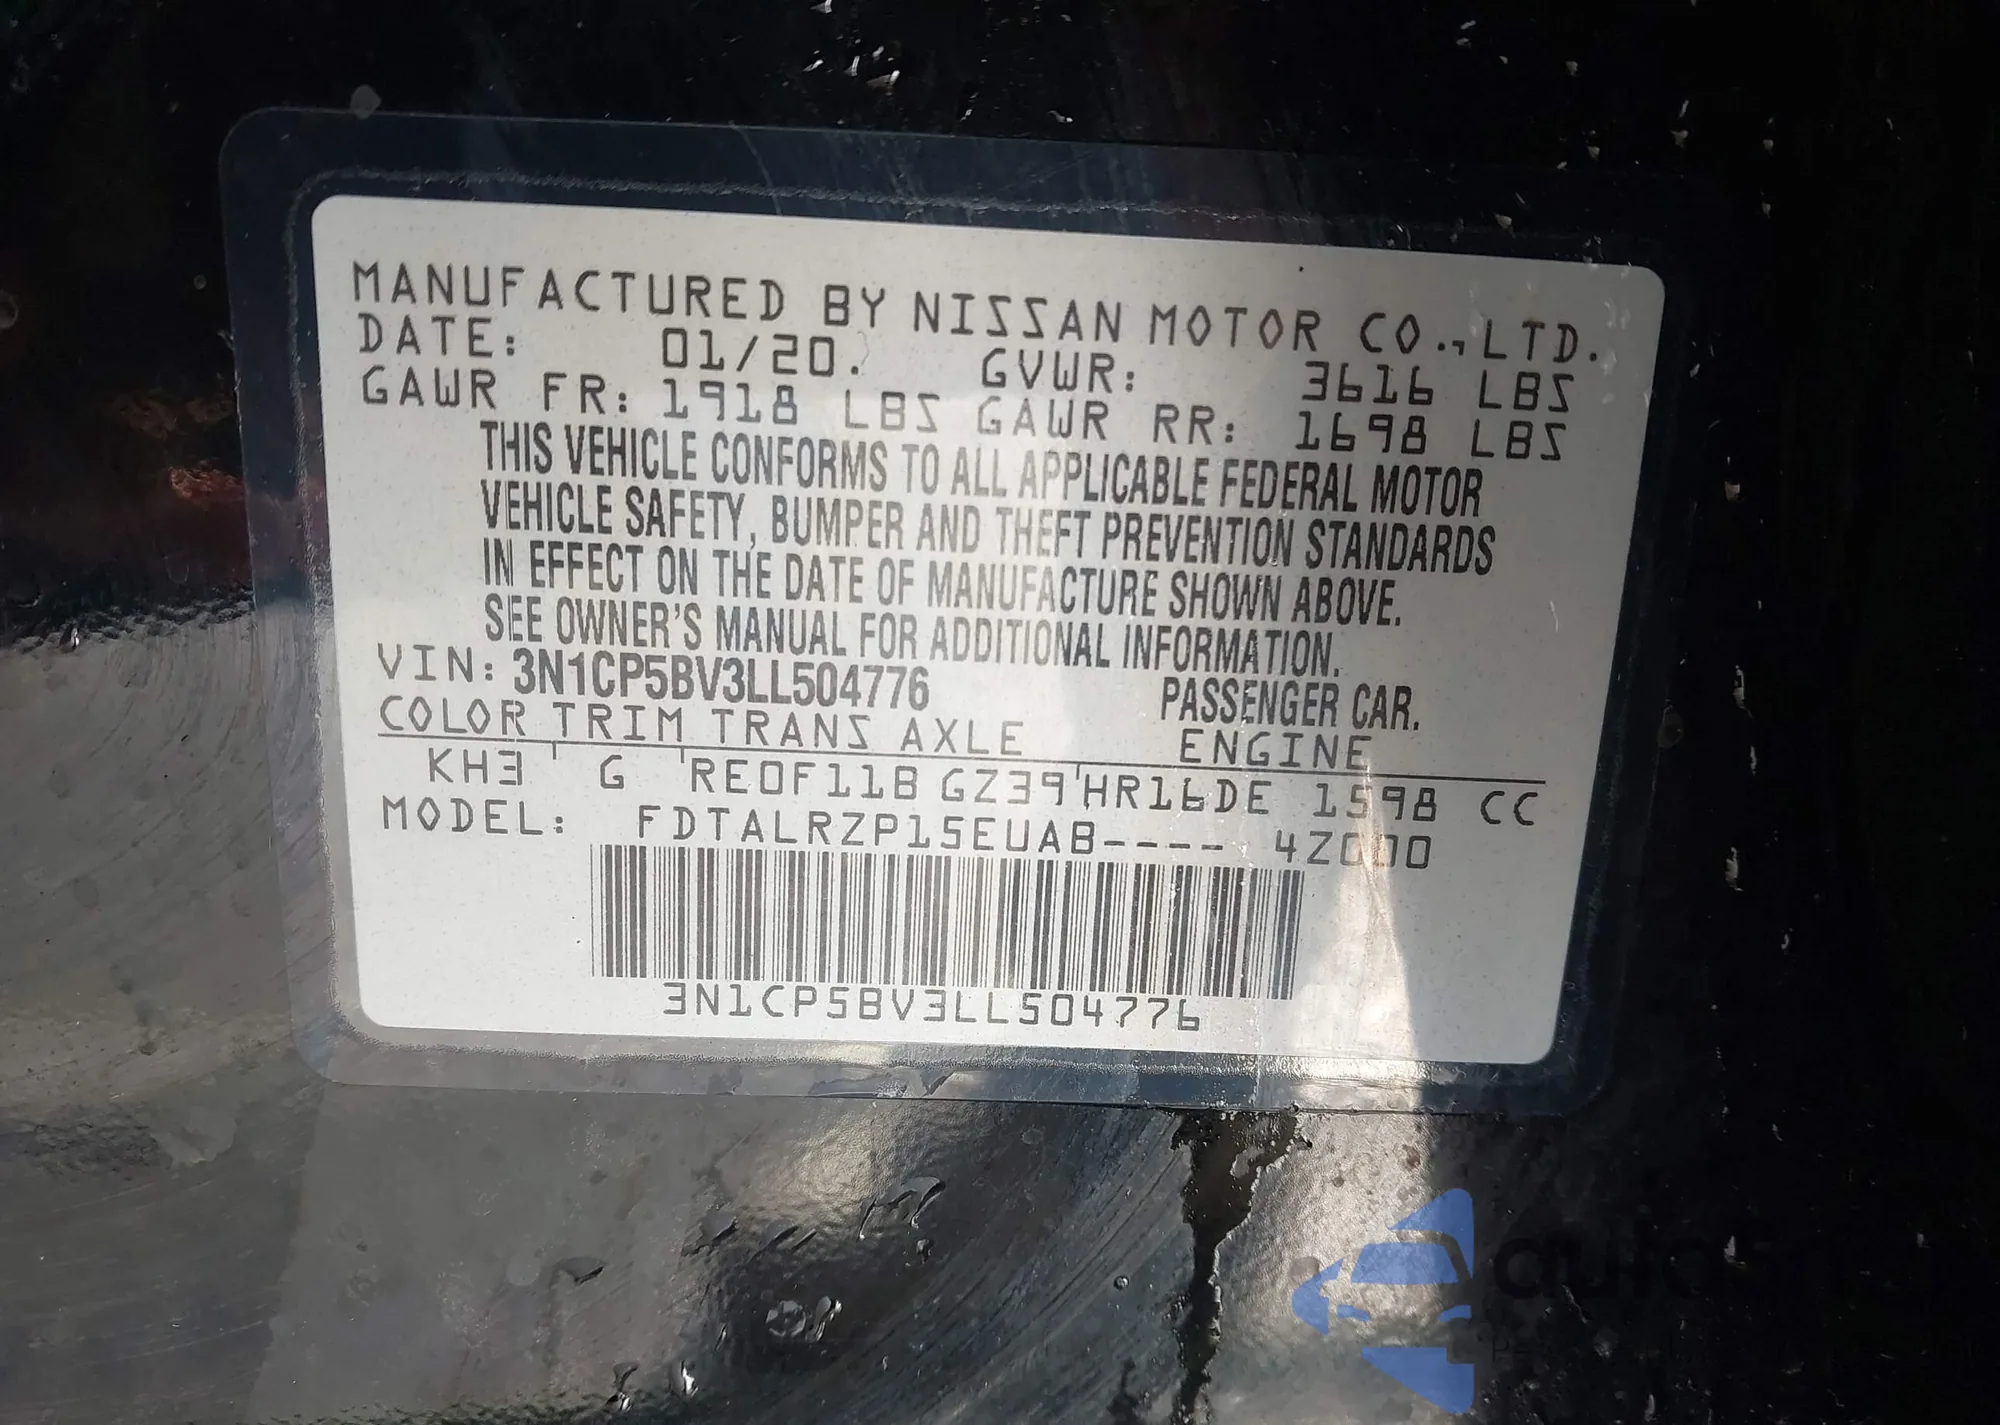 MANUFACTURED BY NISSAN MOTOR CO.,LTD.
DATE: 01/20. GVWR: 3616 LBS
GAWR FR: 1918 LBS GAWR RR: 1698 LBS
THIS VEHICLE CONFORMS TO ALL APPLICABLE FEDERAL MOTOR
VEHICLE SAFETY, BUMPER AND THEFT PREVENTION STANDARDS
IN EFFECT ON THE DATE OF MANUFACTURE SHOWN ABOVE.
SEE OWNER'S MANUAL FOR ADDITIONAL INFORMATION.
VIN: 3N1CP5BV3LL504776 PASSENGER CAR.
COLOR TRIM TRANS AXLE ENGINE
KH3 G RE0F11B GZ39 HR16DE 1598 CC
MODEL: FDTALRZP15EUAB---- 4Z000
3N1CP5BV3LL504776